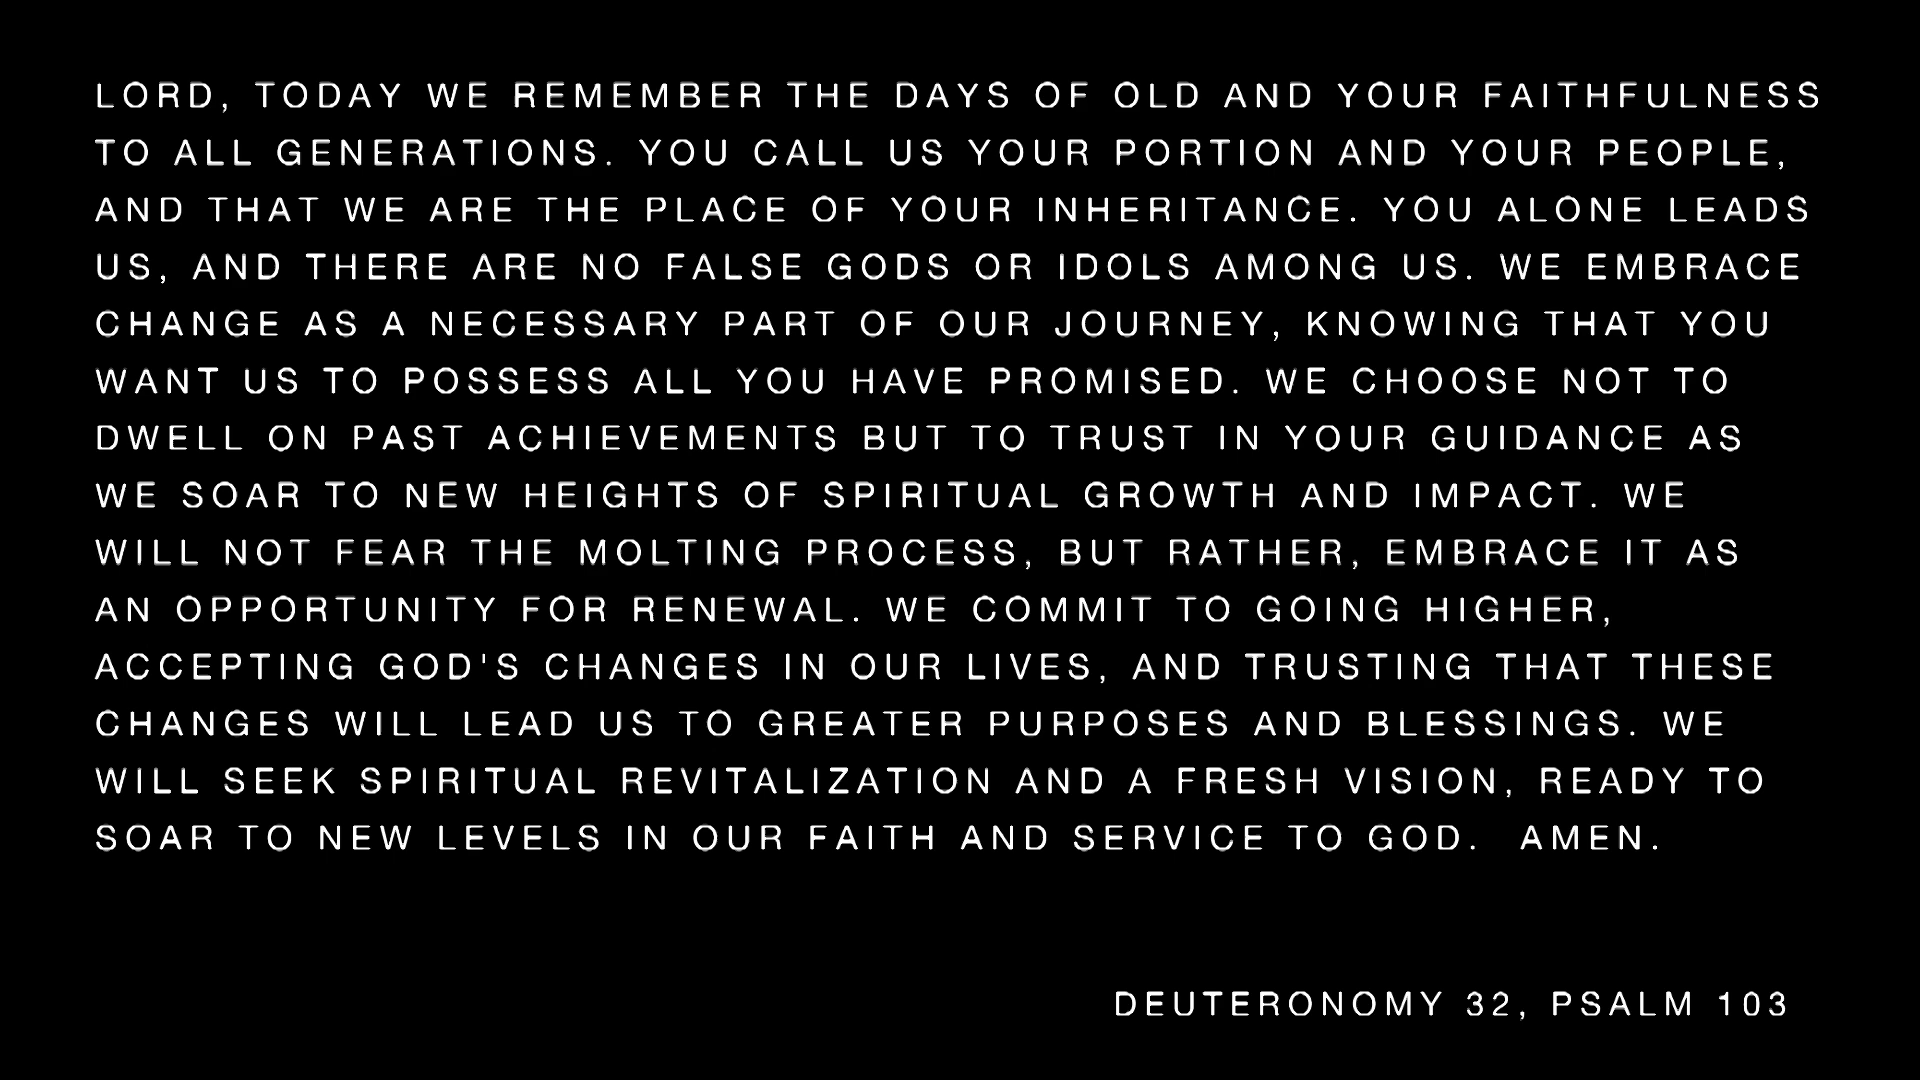 LORD, TODAY WE REMEMBER THE DAYS OF OLD AND YOUR FAITHFULNESS
TO ALL GENERATIONS. YOU CALL US YOUR PORTION AND YOUR PEOPLE,
AND THAT WE ARE THE PLACE OF YOUR INHERITANCE. YOU ALONE LEADS
US, AND THERE ARE NO FALSE GODS OR IDOLS AMONG US. WE EMBRACE
CHANGE AS A NECESSARY PART OF OUR JOURNEY, KNOWING THAT YOU
WANT US TO POSSESS ALL YOU HAVE PROMISED. WE CHOOSE NOT TO
DWELL ON PAST ACHIEVEMENTS BUT TO TRUST IN YOUR GUIDANCE AS
WE SOAR TO NEW HEIGHTS OF SPIRITUAL GROWTH AND IMPACT. WE
WILL NOT FEAR THE MOLTING PROCESS, BUT RATHER, EMBRACE IT AS
AN OPPORTUNITY FOR RENEWAL. WE COMMIT TO GOING HIGHER,
ACCEPTING GOD'S CHANGES IN OUR LIVES, AND TRUSTING THAT THESE
CHANGES WILL LEAD US TO GREATER PURPOSES AND BLESSINGS. WE
WILL SEEK SPIRITUAL REVITALIZATION AND A FRESH VISION, READY TO
SOAR TO NEW LEVELS IN OUR FAITH AND SERVICE TO GOD.  AMEN.
DEUTERONOMY 32, PSALM 103